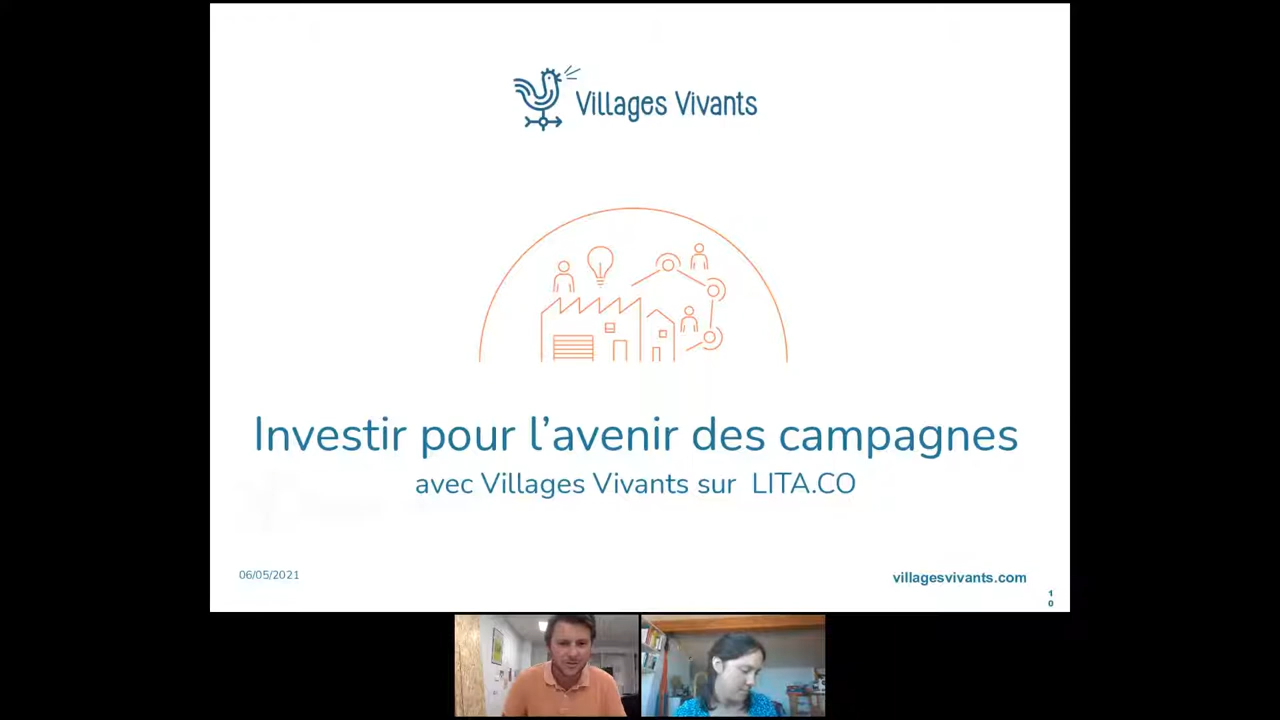 Villages Vivants
Investir pour l'avenir des campagnes
avec Villages Vivants sur LITA.CO
06/05/2021
villagesvivants.com
1
0